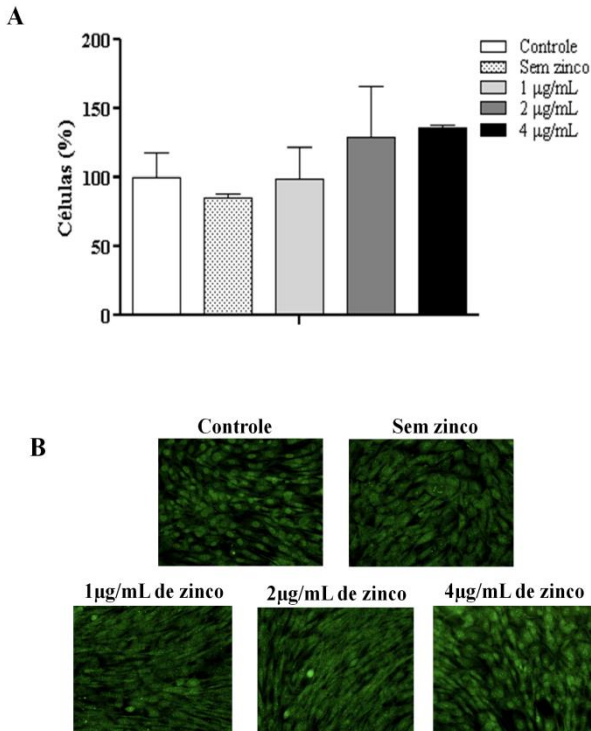 A
200
150
100
50
0
Células (%)
Controle
Sem zinco
1 µg/mL
2 µg/mL
4 µg/mL
B
Controle
Sem zinco
1µg/mL de zinco
2µg/mL de zinco
4µg/mL de zinco